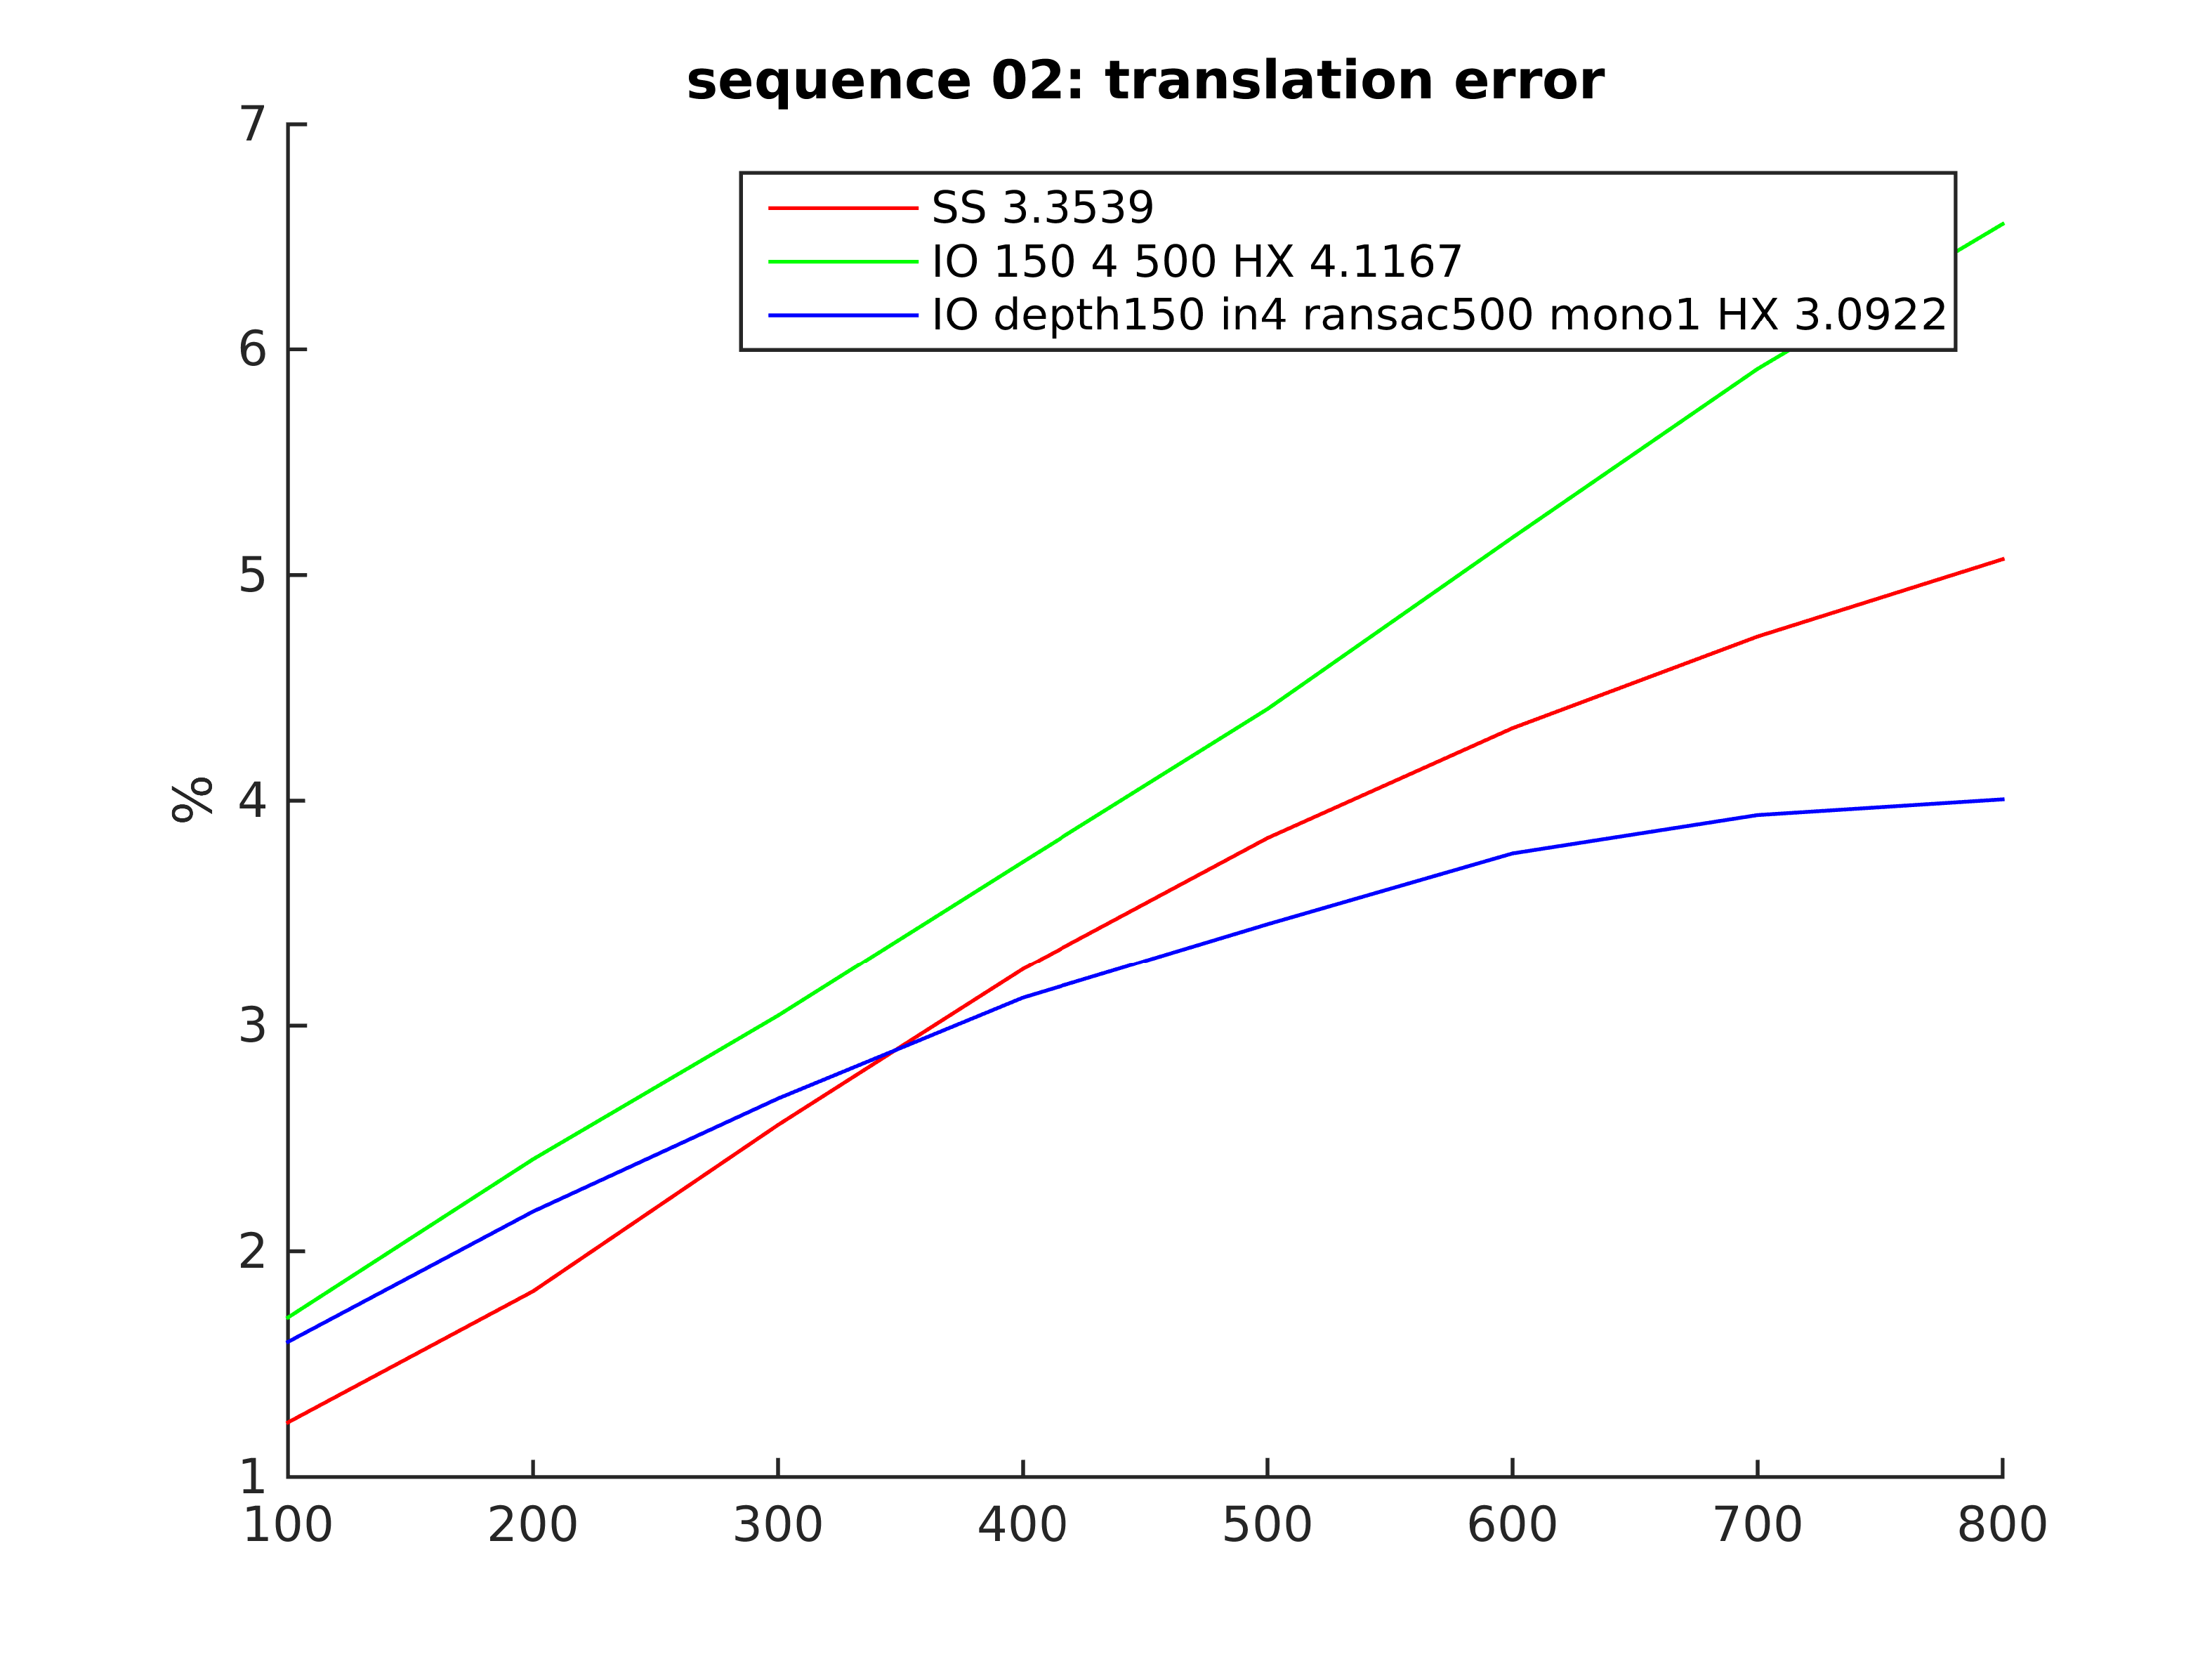 sequence 02: translation error
7
SS 3.3539
IO 150 4 500 HX 4.1167
IO depth150 in4 ransac500 mono1 HX 3.0922
6
5
%
4
3
2
1
100 200 300 400 500 600 700 800